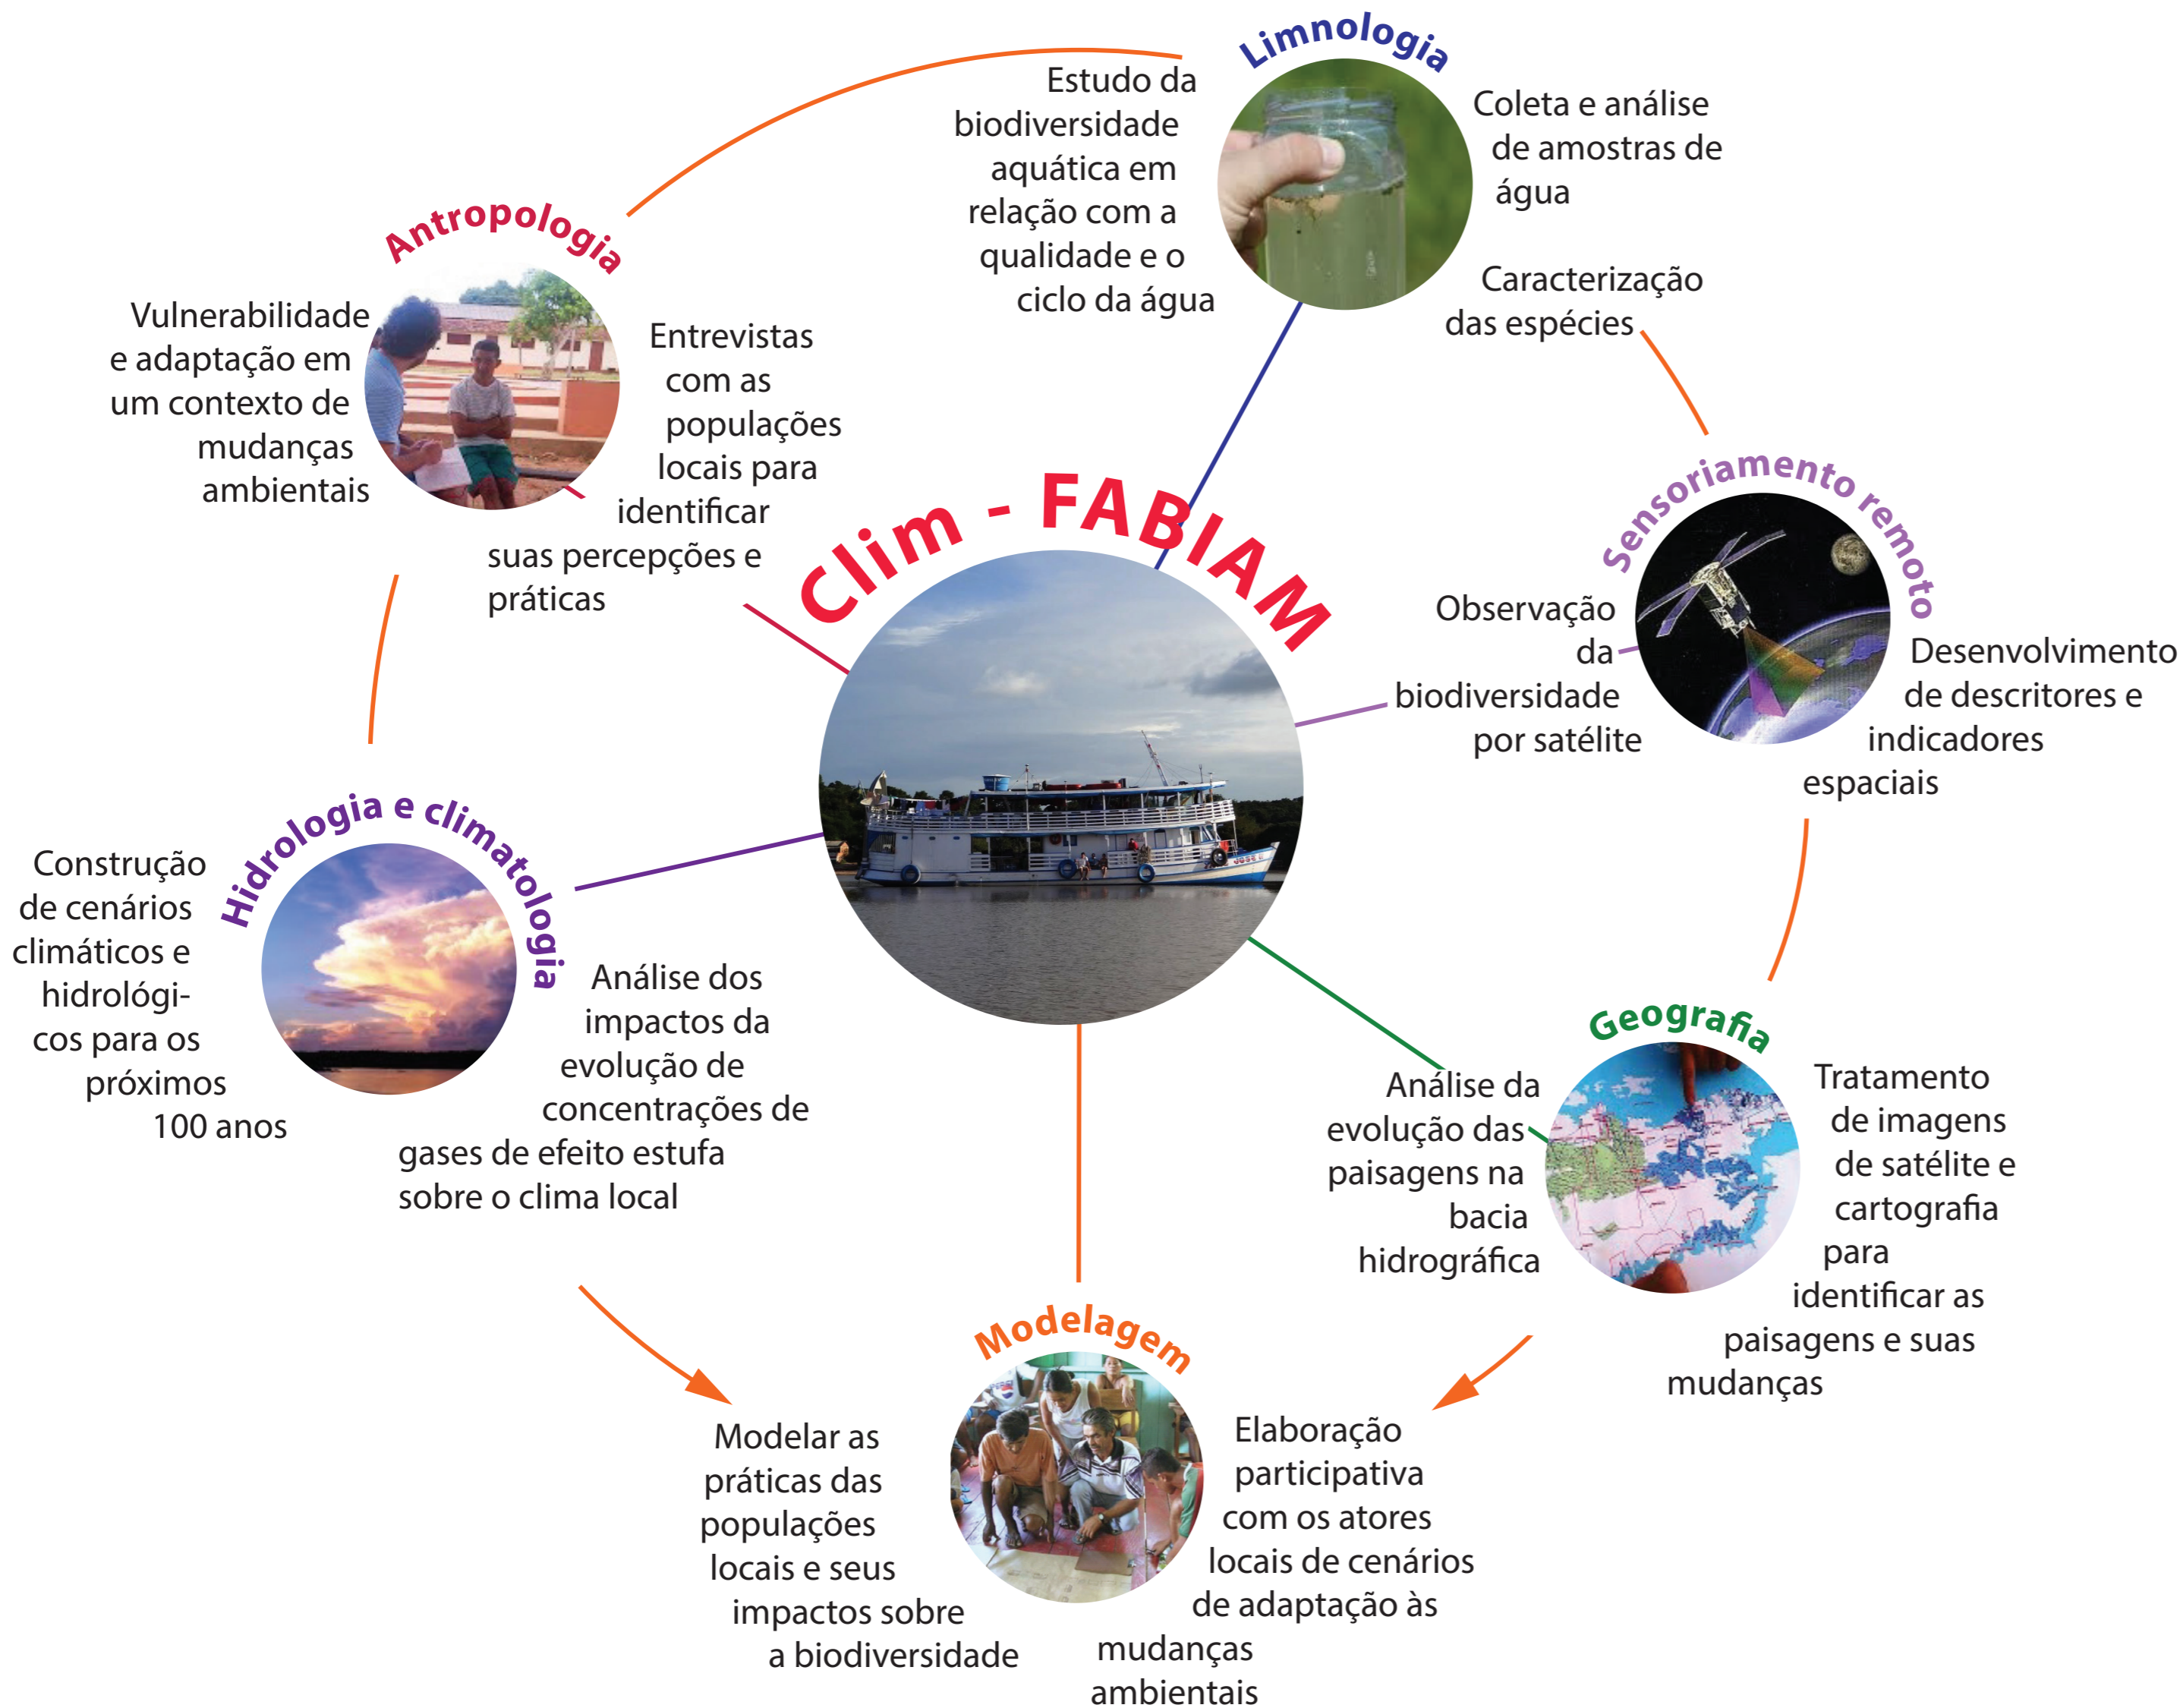 Limnologia
Estudo da
biodiversidade
aquática em
relação com a
qualidade e o
ciclo da água
Coleta e análise
de amostras de
água
Caracterização
das espécies
Antropologia
Vulnerabilidade
e adaptação em
um contexto de
mudanças
ambientais
Entrevistas
com as
populações
locais para
identificar
suas percepções e
práticas
Clim - FABIAM
JOSÉ
Sensoriamento remoto
Observação
da
biodiversidade
por satélite
Desenvolvimento
de descritores e
indicadores
espaciais
Hidrologia e climatologia
Construção
de cenários
climáticos e
hidrológi-
cos para os
próximos
100 anos
Análise dos
impactos da
evolução de
concentrações de
gases de efeito estufa
sobre o clima local
Geografia
Análise da
evolução das
paisagens na
bacia
hidrográfica
Tratamento
de imagens
de satélite e
cartografia
para
identificar as
paisagens e suas
mudanças
Modelagem
Modelar as
práticas das
populações
locais e seus
impactos sobre
a biodiversidade
Elaboração
participativa
com os atores
locais de cenários
de adaptação às
mudanças
ambientais